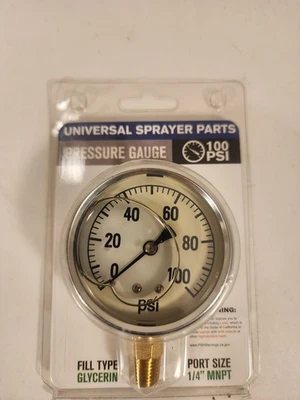 UNIVERSAL SPRAYER PARTS
PRESSURE GAUGE
100
PSI
0
20
40
60
80
100
psi
FILL TYPE
GLYCERIN
PORT SIZE
1/4" MNPT